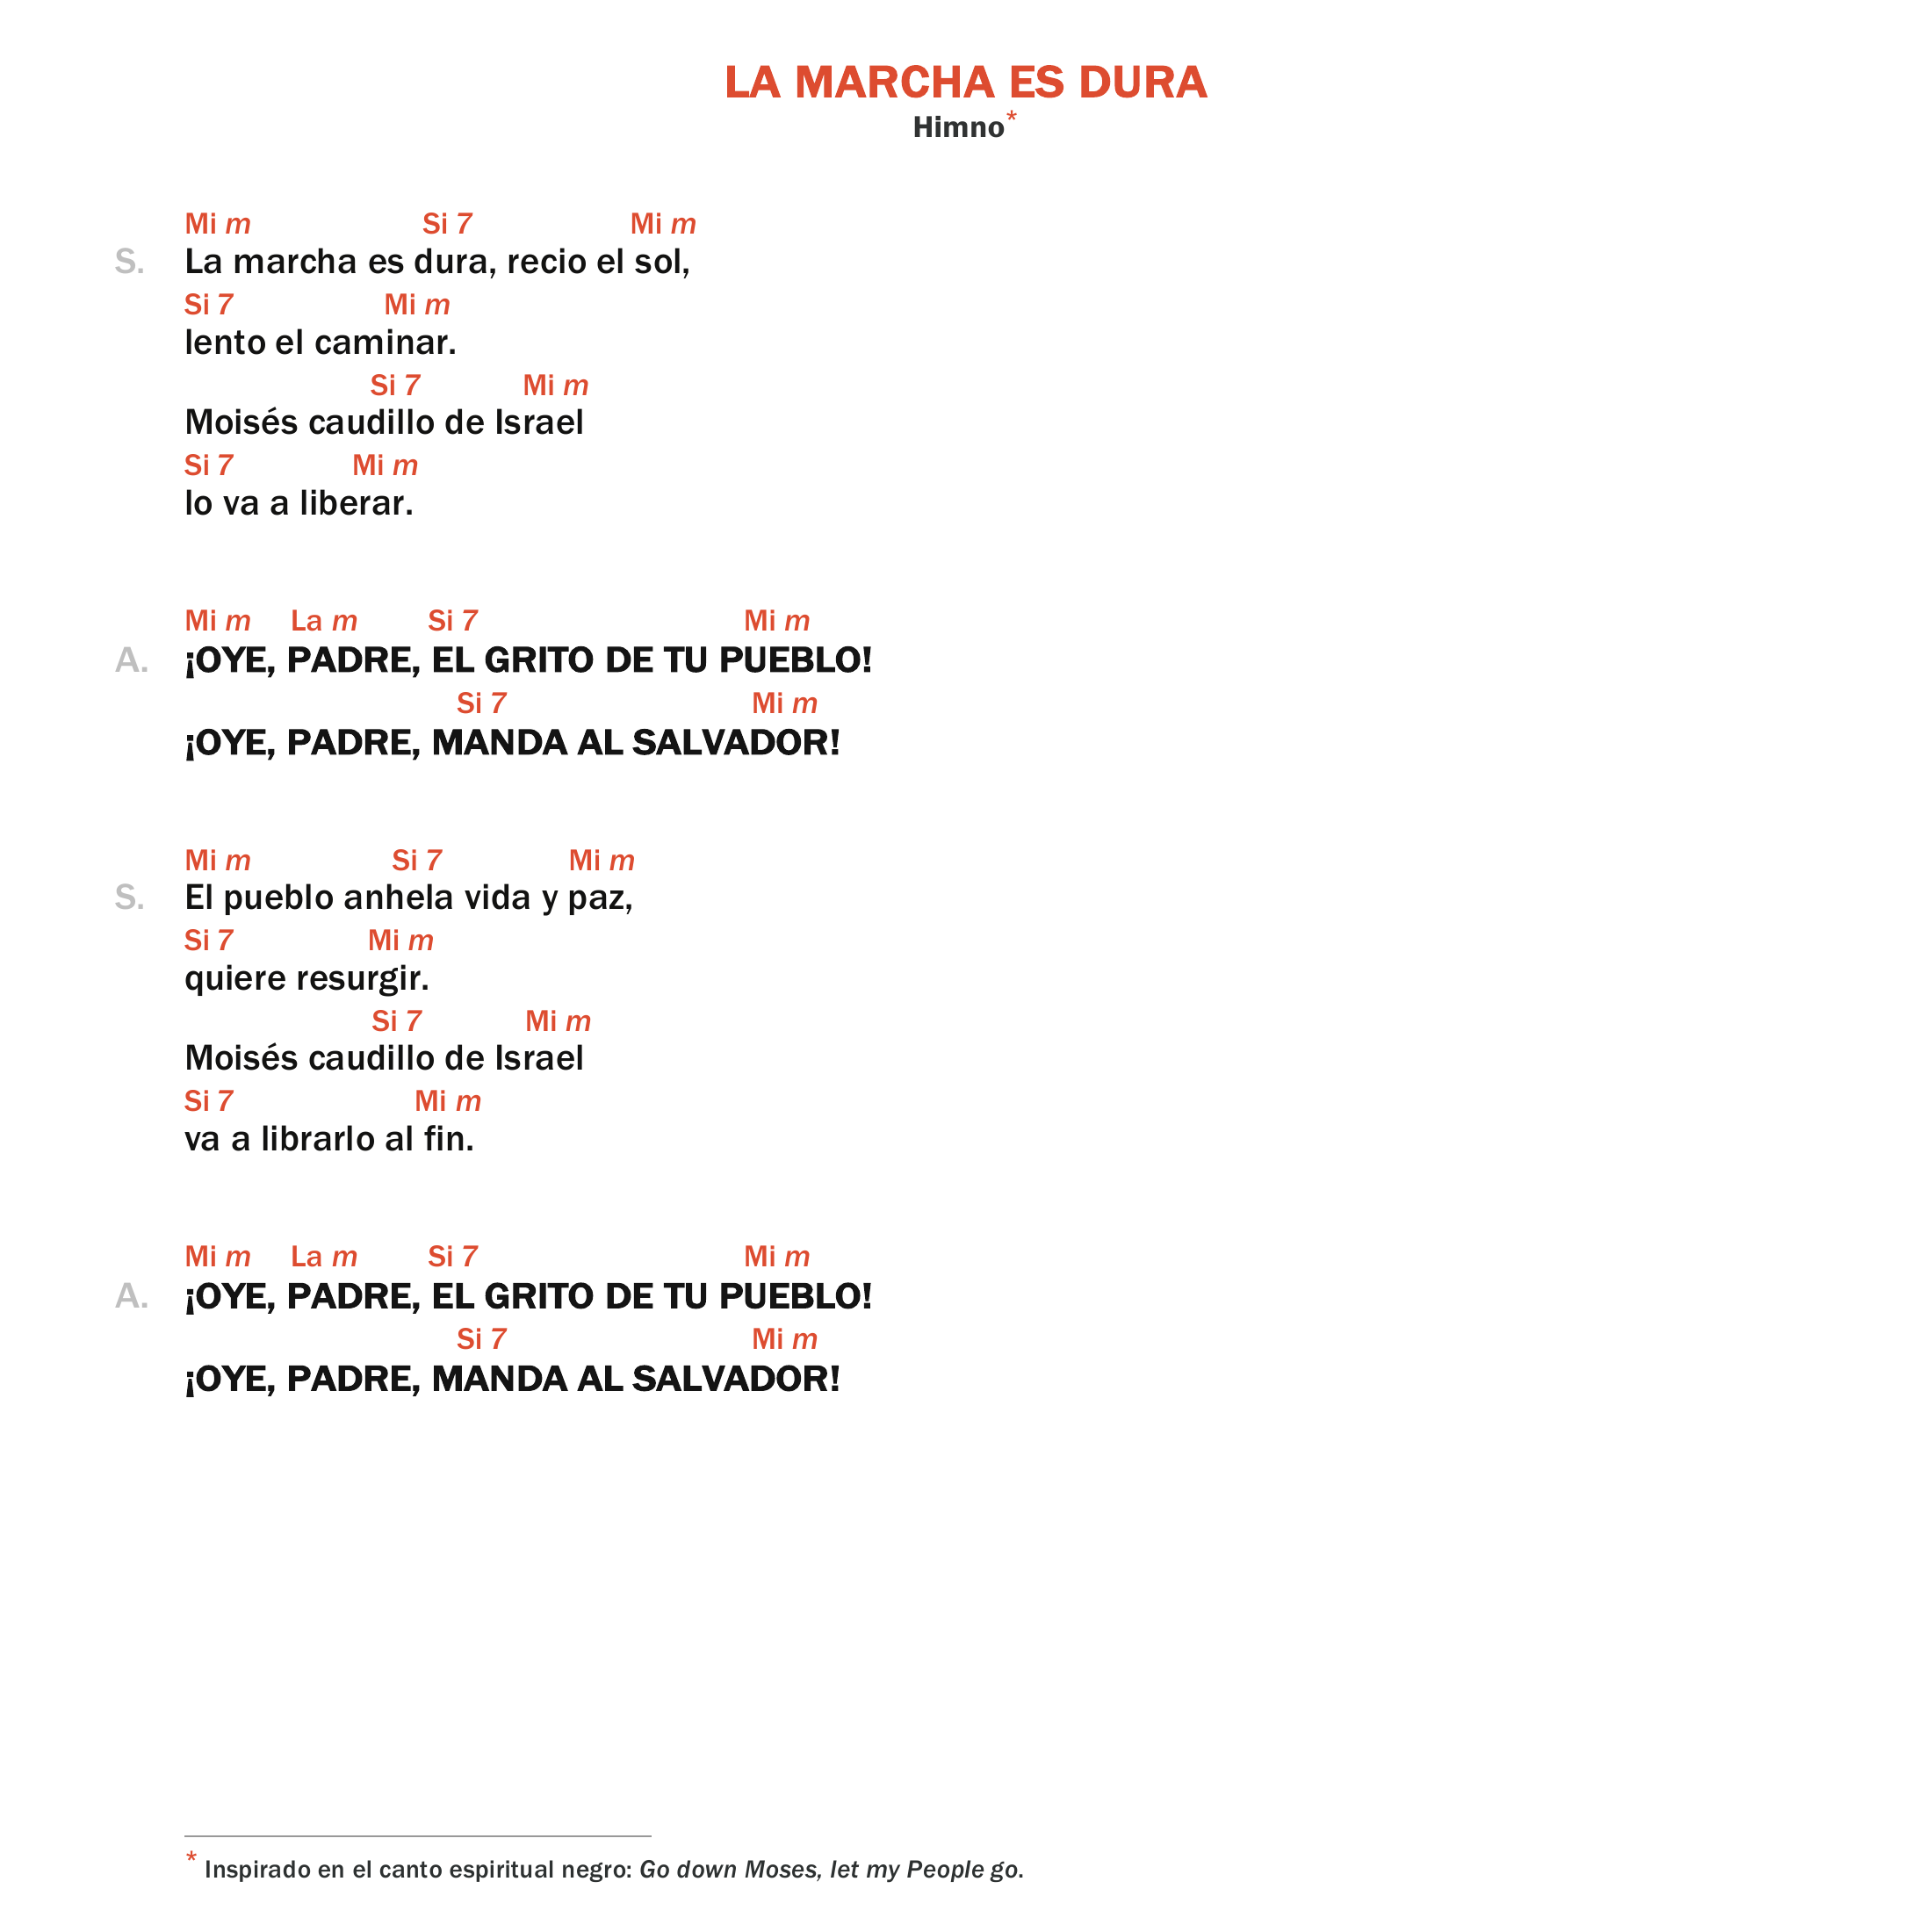 LA MARCHA ES DURA
Himno*
Mi m Si 7 Mi m
S. La marcha es dura, recio el sol,
Si 7 Mi m
lento el caminar.
Si 7 Mi m
Moisés caudillo de Israel
Si 7 Mi m
lo va a liberar.
Mi m La m Si 7 Mi m
A. ¡OYE, PADRE, EL GRITO DE TU PUEBLO!
Si 7 Mi m
¡OYE, PADRE, MANDA AL SALVADOR!
Mi m Si 7 Mi m
S. El pueblo anhela vida y paz,
Si 7 Mi m
quiere resurgir.
Si 7 Mi m
Moisés caudillo de Israel
Si 7 Mi m
va a librarlo al fin.
Mi m La m Si 7 Mi m
A. ¡OYE, PADRE, EL GRITO DE TU PUEBLO!
Si 7 Mi m
¡OYE, PADRE, MANDA AL SALVADOR!
* Inspirado en el canto espiritual negro: Go down Moses, let my People go.